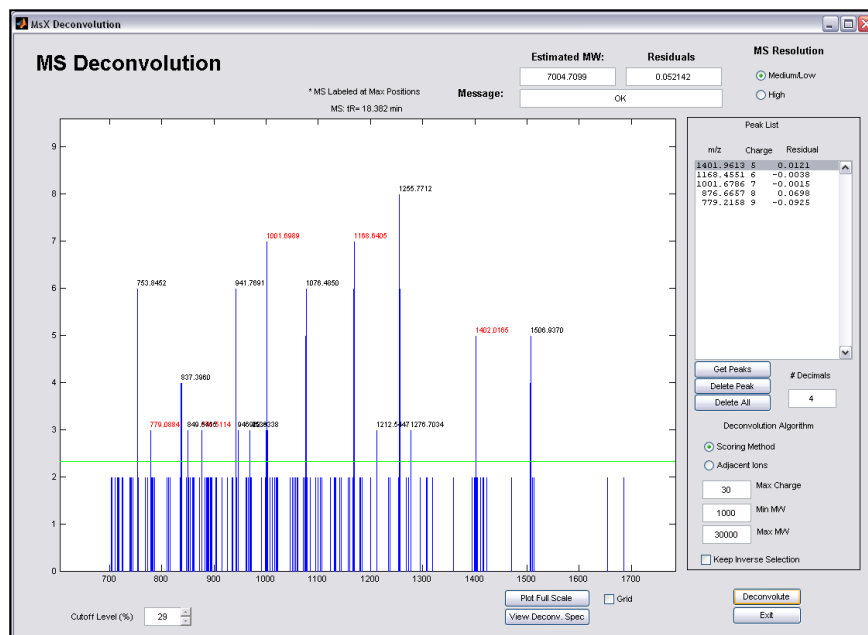 MsX Deconvolution
MS Deconvolution
* MS Labeled at Max Positions
MS: tR= 18.382 min
Estimated MW: Residuals
7004.7099 0.052142
Message: OK
MS Resolution
Medium/Low
High
9
8
7
6
5
4
3
2
1
0
1255.7712
1001.6989
1168.6405
753.8452
941.7691
1076.4850
1402.0165
1506.9370
837.3960
779.0884
1212.5447
1276.7034
700 800 900 1000 1100 1200 1300 1400 1500 1600 1700
Peak List
m/z Charge Residual
1401.9613 5 0.0121
1168.4551 6 -0.0038
1001.6786 7 -0.0015
876.6657 8 0.0698
779.2158 9 -0.0925
Get Peaks
Delete Peak
Delete All
# Decimals
4
Deconvolution Algorithm
Scoring Method
Adjacent Ions
30 Max Charge
1000 Min MW
30000 Max MW
Keep Inverse Selection
Cutoff Level (%) 29
Plot Full Scale
Grid
View Deconv. Spec
Deconvolute
Exit